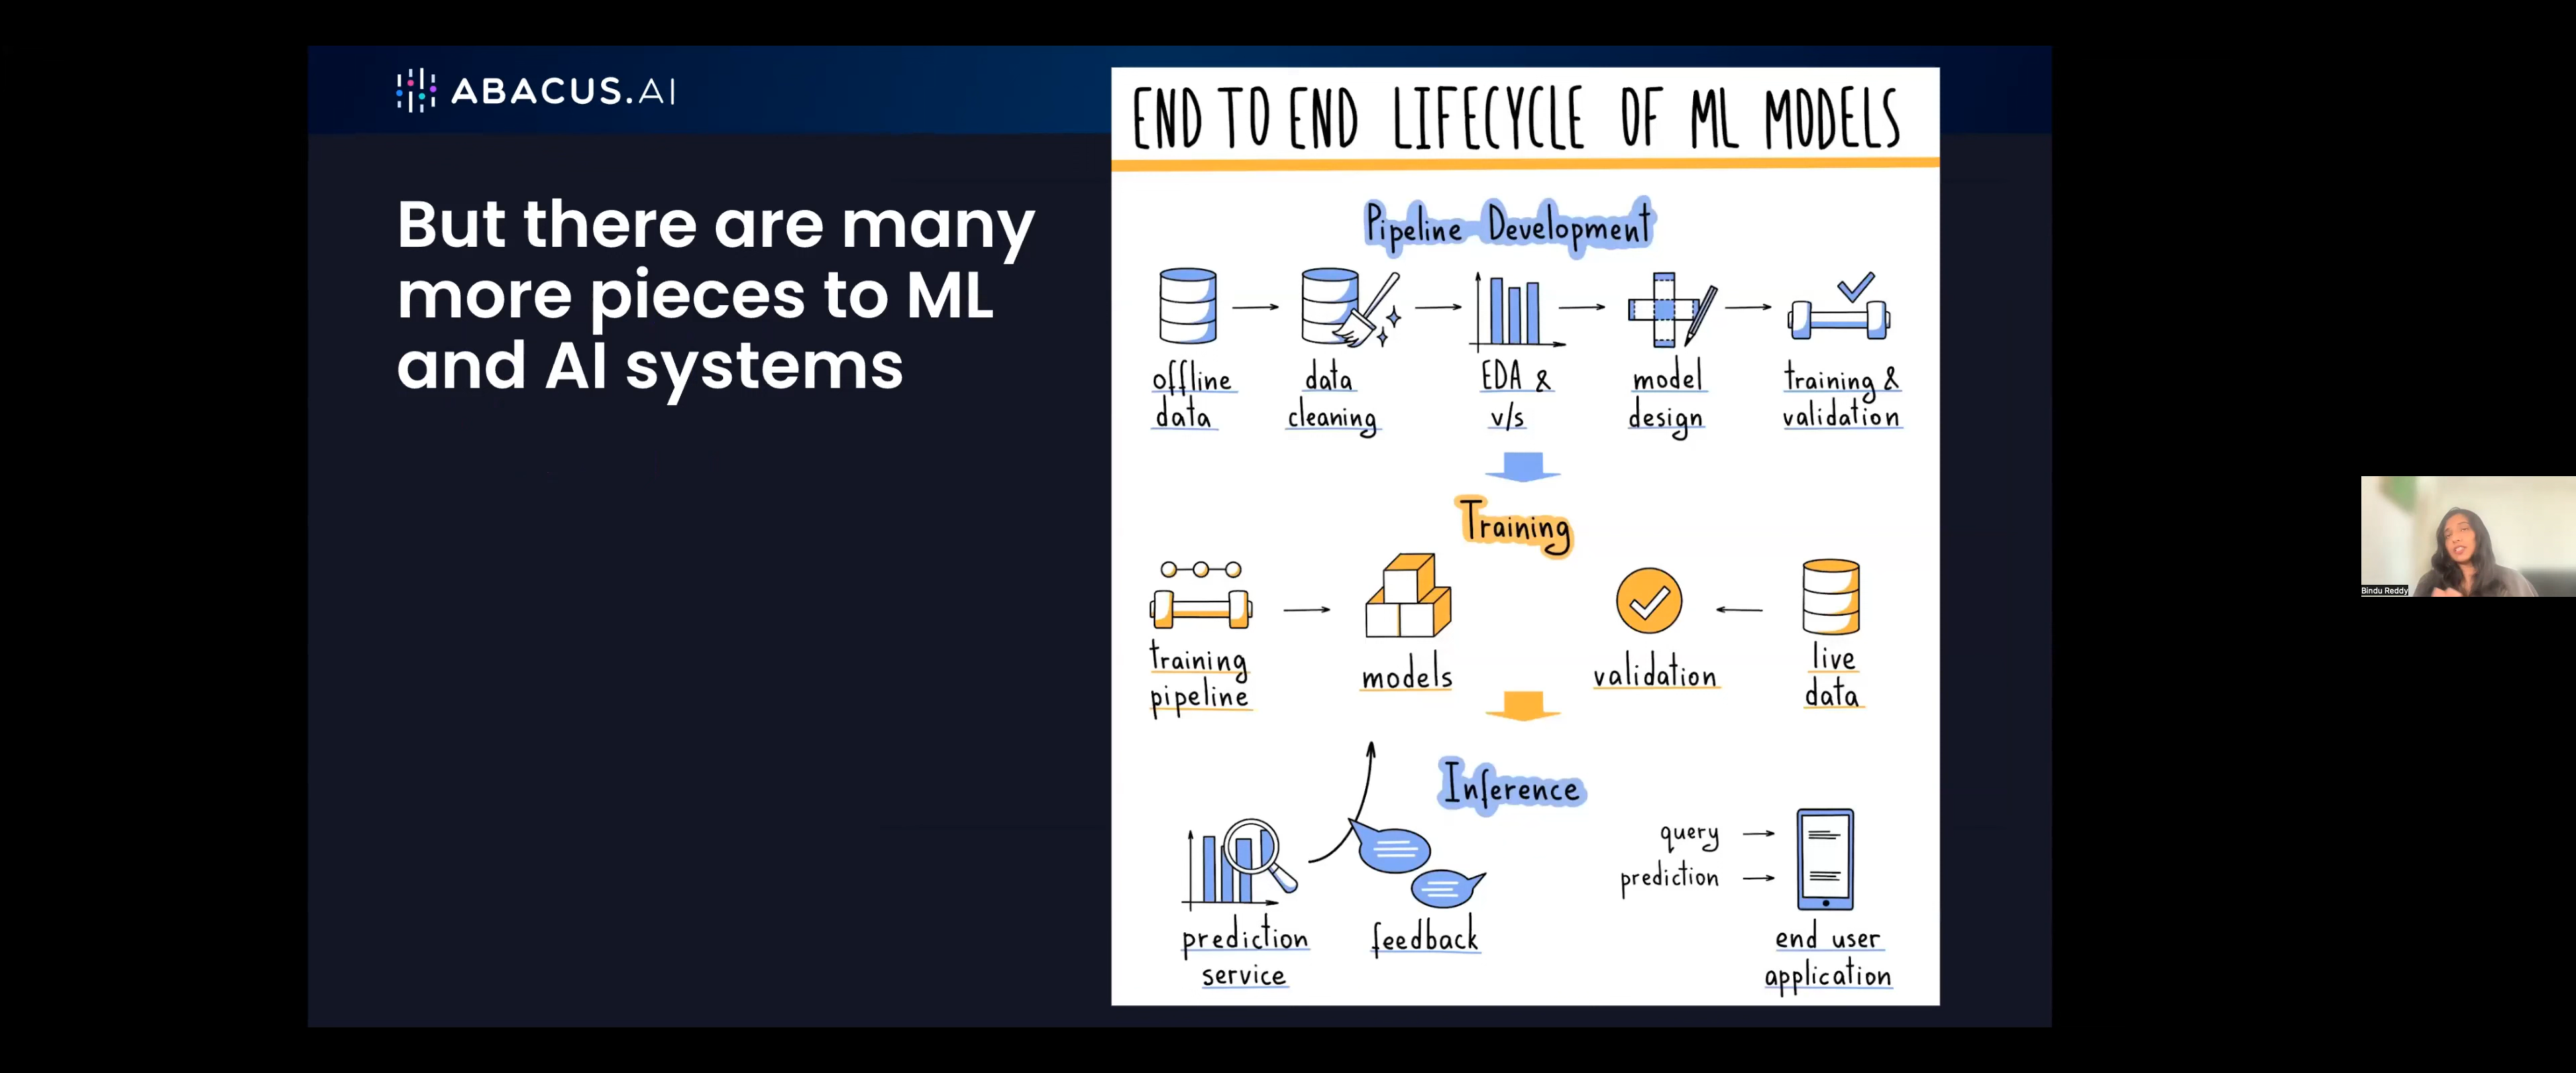 ABACUS.AI
But there are many
more pieces to ML
and AI systems
END TO END LIFECYCLE OF ML MODELS
Pipeline Development
offline
data
data
cleaning
EDA &
v/s
model
design
training &
validation
Training
training
pipeline
models
validation
live
data
Inference
prediction
service
feedback
query
prediction
end user
application
Bindu Reddy